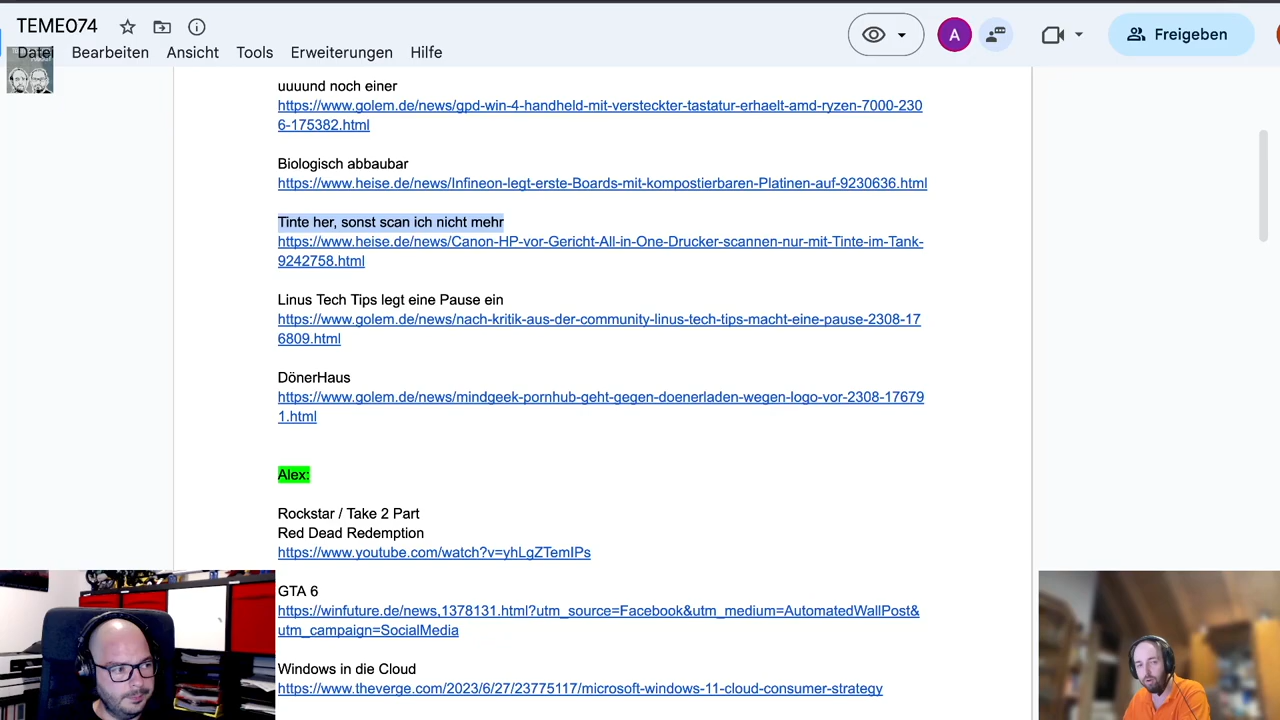 TEME074
Datei Bearbeiten Ansicht Tools Erweiterungen Hilfe
A
Freigeben
uuuund noch einer
https://www.golem.de/news/gpd-win-4-handheld-mit-versteckter-tastatur-erhaelt-amd-ryzen-7000-230
6-175382.html
Biologisch abbaubar
https://www.heise.de/news/Infineon-legt-erste-Boards-mit-kompostierbaren-Platinen-auf-9230636.html
Tinte her, sonst scan ich nicht mehr
https://www.heise.de/news/Canon-HP-vor-Gericht-All-in-One-Drucker-scannen-nur-mit-Tinte-im-Tank-
9242758.html
Linus Tech Tips legt eine Pause ein
https://www.golem.de/news/nach-kritik-aus-der-community-linus-tech-tips-macht-eine-pause-2308-17
6809.html
DönerHaus
https://www.golem.de/news/mindgeek-pornhub-geht-gegen-doenerladen-wegen-logo-vor-2308-17679
1.html
Alex:
Rockstar / Take 2 Part
Red Dead Redemption
https://www.youtube.com/watch?v=yhLgZTemIPs
GTA 6
https://winfuture.de/news,1378131.html?utm_source=Facebook&utm_medium=AutomatedWallPost&
utm_campaign=SocialMedia
Windows in die Cloud
https://www.theverge.com/2023/6/27/23775117/microsoft-windows-11-cloud-consumer-strategy